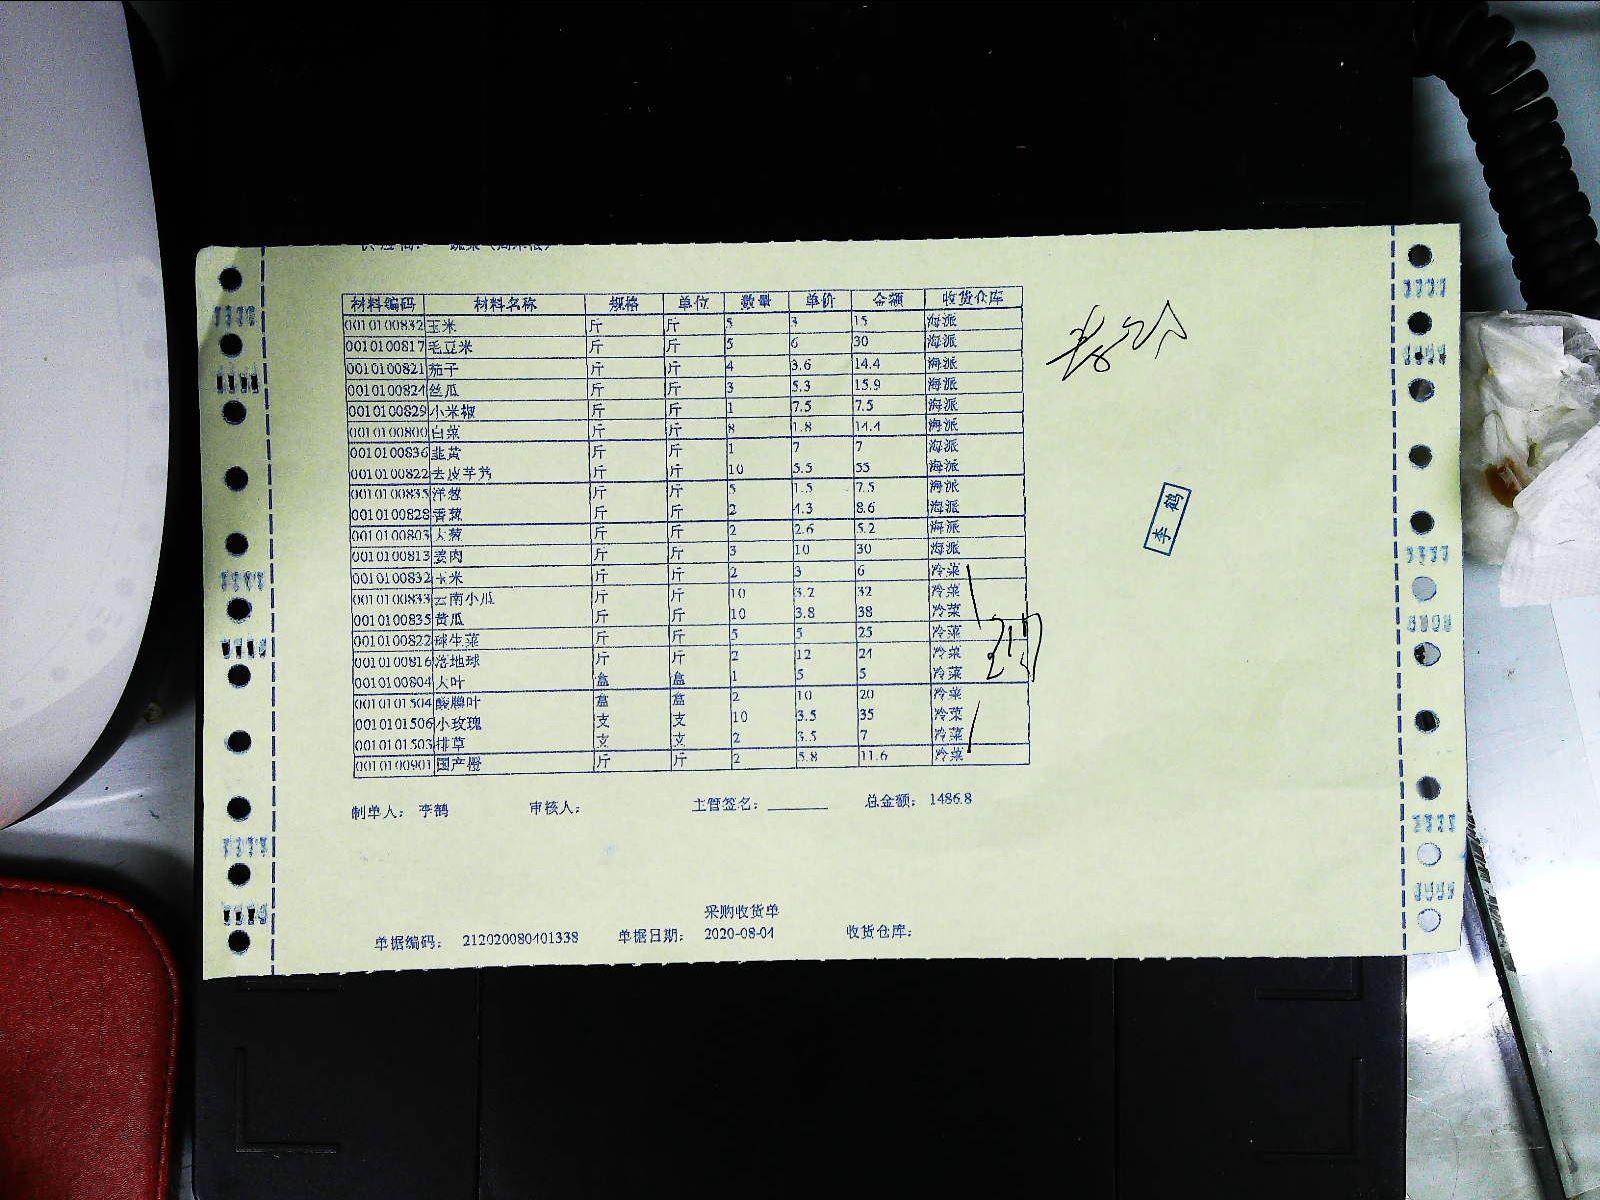 材料编码 材料名称 规格 单位 数量 单价 金额 收货仓库
0010100832 玉米 斤 斤 5 3 15 海派
0010100817 毛豆米 斤 斤 5 6 30 海派
0010100821 茄子 斤 斤 4 3.6 14.4 海派
0010100824 丝瓜 斤 斤 3 5.3 15.9 海派
0010100829 小米椒 斤 斤 1 7.5 7.5 海派
0010100800 白菜 斤 斤 8 1.8 14.4 海派
0010100836 韭黄 斤 斤 1 7 7 海派
0010100822 去皮芋艿 斤 斤 10 5.5 55 海派
0010100835 洋葱 斤 斤 5 1.5 7.5 海派
0010100828 香葱 斤 斤 2 4.3 8.6 海派
0010100803 大葱 斤 斤 2 2.6 5.2 海派
0010100813 姜肉 斤 斤 3 10 30 海派
0010100832 玉米 斤 斤 2 3 6 冷菜
0010100833 云南小瓜 斤 斤 10 3.2 32 冷菜
0010100835 黄瓜 斤 斤 10 3.8 38 冷菜
0010100822 球生菜 斤 斤 5 5 25 冷菜
0010100816 落地球 斤 斤 2 12 24 冷菜
0010100804 大叶 盒 盒 1 5 5 冷菜
0010101504 酸膜叶 盒 盒 2 10 20 冷菜
0010101506 小玫瑰 支 支 10 3.5 35 冷菜
0010101503 排草 支 支 2 3.5 7 冷菜
0010100901 国产橙 斤 斤 2 5.8 11.6 冷菜
李鹤
制单人： 李鹤 审核人： 主管签名：______ 总金额： 1486.8
采购收货单
单据编码： 212020080401338 单据日期： 2020-08-04 收货仓库：